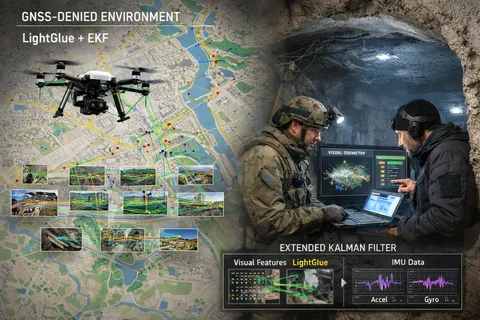 GNSS-DENIED ENVIRONMENT
LightGlue + EKF
VISUAL ODOMETRY
EXTENDED KALMAN FILTER
Visual Features
LightGlue
IMU Data
Accel
Gyro